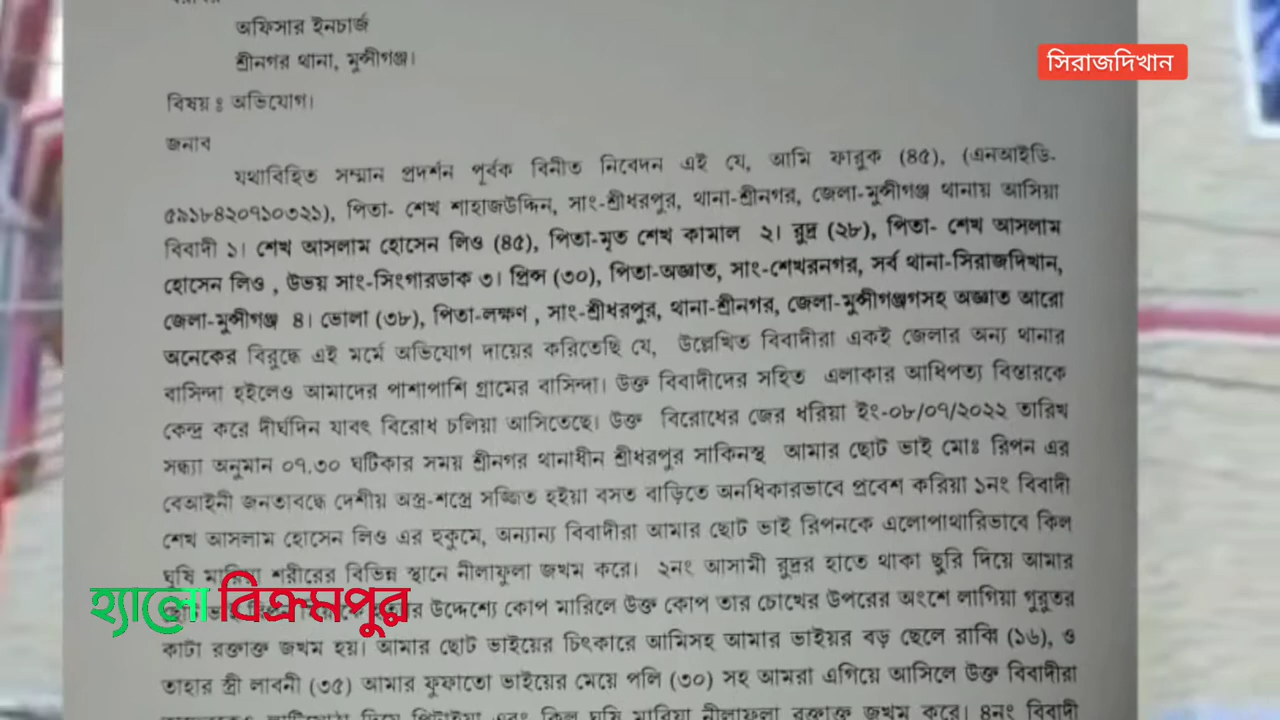 অফিসার ইনচার্জ
শ্রীনগর থানা, মুন্সীগঞ্জ।
সিরাজদিখান
বিষয় ঃ অভিযোগ।
জনাব
যথাবিহিত সম্মান প্রদর্শন পূর্বক বিনীত নিবেদন এই যে, আমি ফারুক (৪৫), (এনআইডি-
৫৯১৮৪২০৭১০৩২১), পিতা- শেখ শাহাজউদ্দিন, সাং-শ্রীধরপুর, থানা-শ্রীনগর, জেলা-মুন্সীগঞ্জ থানায় আসিয়া
বিবাদী ১। শেখ আসলাম হোসেন লিও (৪৫), পিতা-মৃত শেখ কামাল ২। রুদ্র (২৮), পিতা- শেখ আসলাম
হোসেন লিও , উভয় সাং-সিংগারডাক ৩। প্রিন্স (৩০), পিতা-অজ্ঞাত, সাং-শেখরনগর, সর্ব থানা-সিরাজদিখান,
জেলা-মুন্সীগঞ্জ ৪। ভোলা (৩৮), পিতা-লক্ষণ , সাং-শ্রীধরপুর, থানা-শ্রীনগর, জেলা-মুন্সীগঞ্জগসহ অজ্ঞাত আরো
অনেকের বিরুদ্ধে এই মর্মে অভিযোগ দায়ের করিতেছি যে, উল্লেখিত বিবাদীরা একই জেলার অন্য থানার
বাসিন্দা হইলেও আমাদের পাশাপাশি গ্রামের বাসিন্দা। উক্ত বিবাদীদের সহিত এলাকার আধিপত্য বিস্তারকে
কেন্দ্র করে দীর্ঘদিন যাবৎ বিরোধ চলিয়া আসিতেছে। উক্ত বিরোধের জের ধরিয়া ইং-০৮/০৭/২০২২ তারিখ
সন্ধ্যা অনুমান ০৭.৩০ ঘটিকার সময় শ্রীনগর থানাধীন শ্রীধরপুর সাকিনস্থ আমার ছোট ভাই মোঃ রিপন এর
বেআইনী জনতাবদ্ধে দেশীয় অস্ত্র-শস্ত্রে সজ্জিত হইয়া বসত বাড়িতে অনধিকারভাবে প্রবেশ করিয়া ১নং বিবাদী
শেখ আসলাম হোসেন লিও এর হুকুমে, অন্যান্য বিবাদীরা আমার ছোট ভাই রিপনকে এলোপাথারিভাবে কিল
ঘুষি মারিয়া শরীরের বিভিন্ন স্থানে নীলাফুলা জখম করে। ২নং আসামী রুদ্রর হাতে থাকা ছুরি দিয়ে আমার
উদ্দেশ্যে কোপ মারিলে উক্ত কোপ তার চোখের উপরের অংশে লাগিয়া গুরুতর
হ্যালো বিক্রমপুর
কাটা রক্তাক্ত জখম হয়। আমার ছোট ভাইয়ের চিৎকারে আমিসহ আমার ভাইয়র বড় ছেলে রাব্বি (১৬), ও
তাহার স্ত্রী লাবনী (৩৫) আমার ফুফাতো ভাইয়ের মেয়ে পলি (৩০) সহ আমরা এগিয়ে আসিলে উক্ত বিবাদীরা
দিয়ে পিটাইয়া এবং কিল ঘুষি মারিয়া নীলাফুলা রক্তাক্ত জখম করে। ৪নং বিবাদী